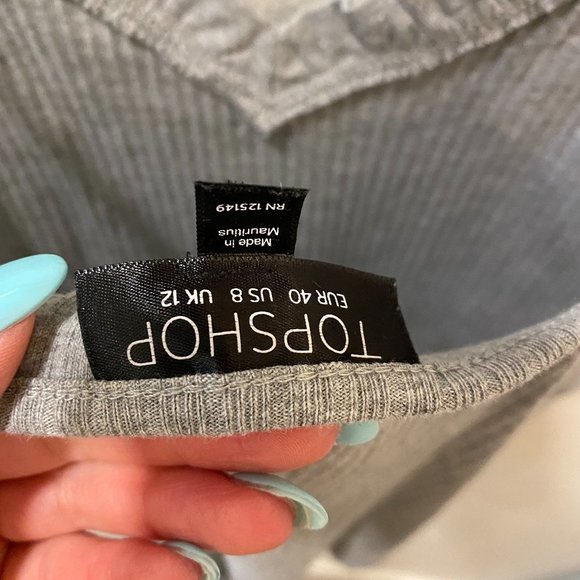 TOPSHOP
EUR 40 US 8 UK 12
Made in
Mauritius
RN 125149